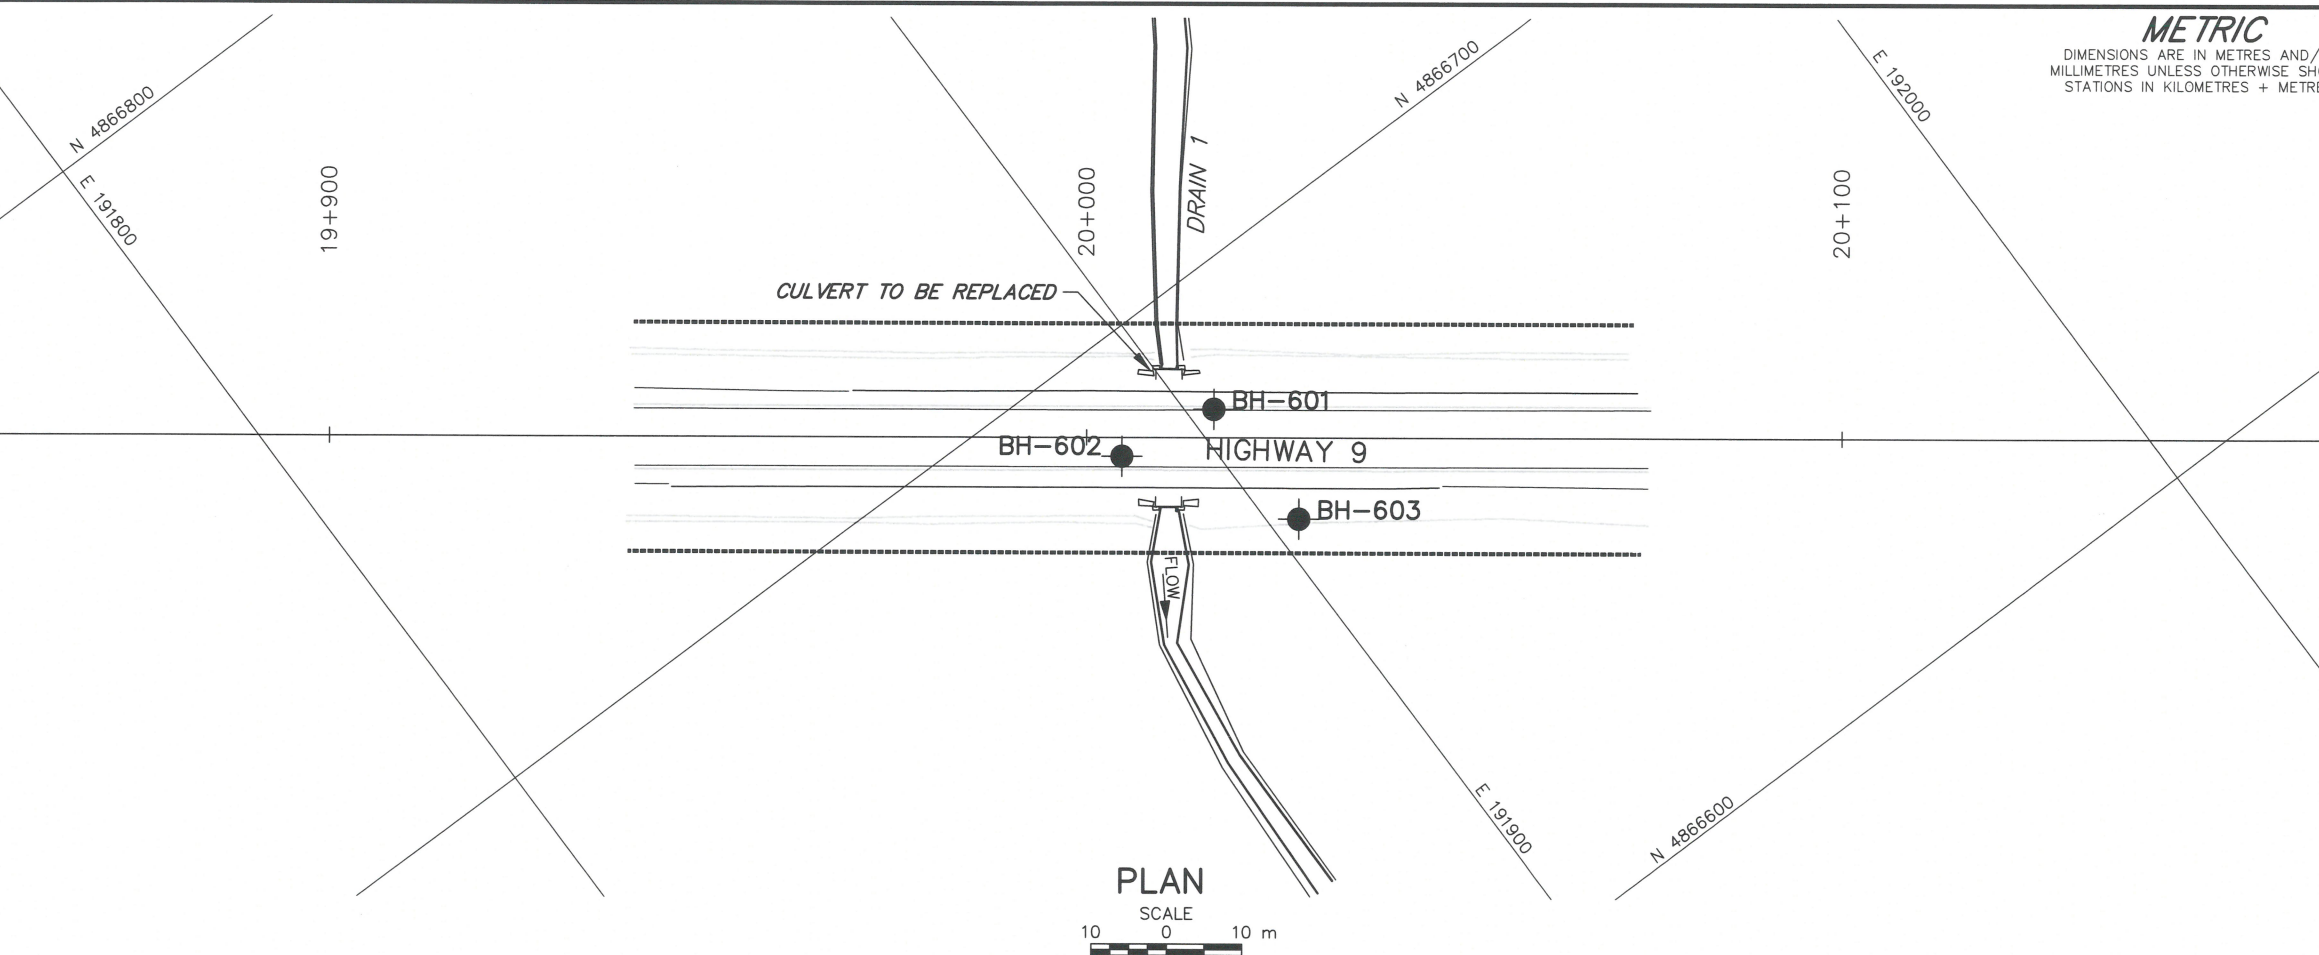 METRIC
DIMENSIONS ARE IN METRES AND/
MILLIMETRES UNLESS OTHERWISE
STATIONS IN KILOMETRES +
N 4866800
E 191800
19+900
20+000
DRAIN 1
N 4866700
20+100
E 192000
CULVERT TO BE REPLACED
BH-601
BH-602
HIGHWAY 9
BH-603
FLOW
E 191900
N 4866600
PLAN
SCALE
10 0 10 m